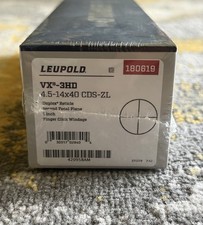 LEUPOLD
180619
VX®-3HD
4.5-14x40 CDS-ZL
Duplex® Reticle
Second Focal Plane
1 inch
Finger Click Windage